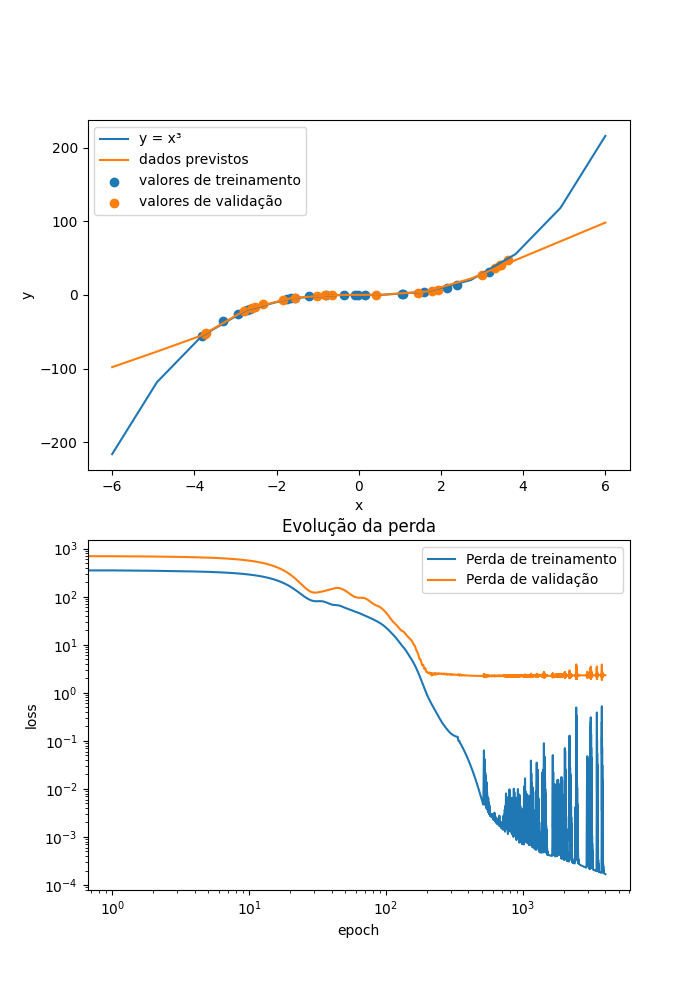 y = x³
dados previstos
valores de treinamento
valores de validação
200
100
0
−100
−200
y
−6 −4 −2 0 2 4 6
x
Evolução da perda
Perda de treinamento
Perda de validação
10³
10²
10¹
10⁰
10⁻¹
10⁻²
10⁻³
10⁻⁴
loss
10⁰ 10¹ 10² 10³
epoch